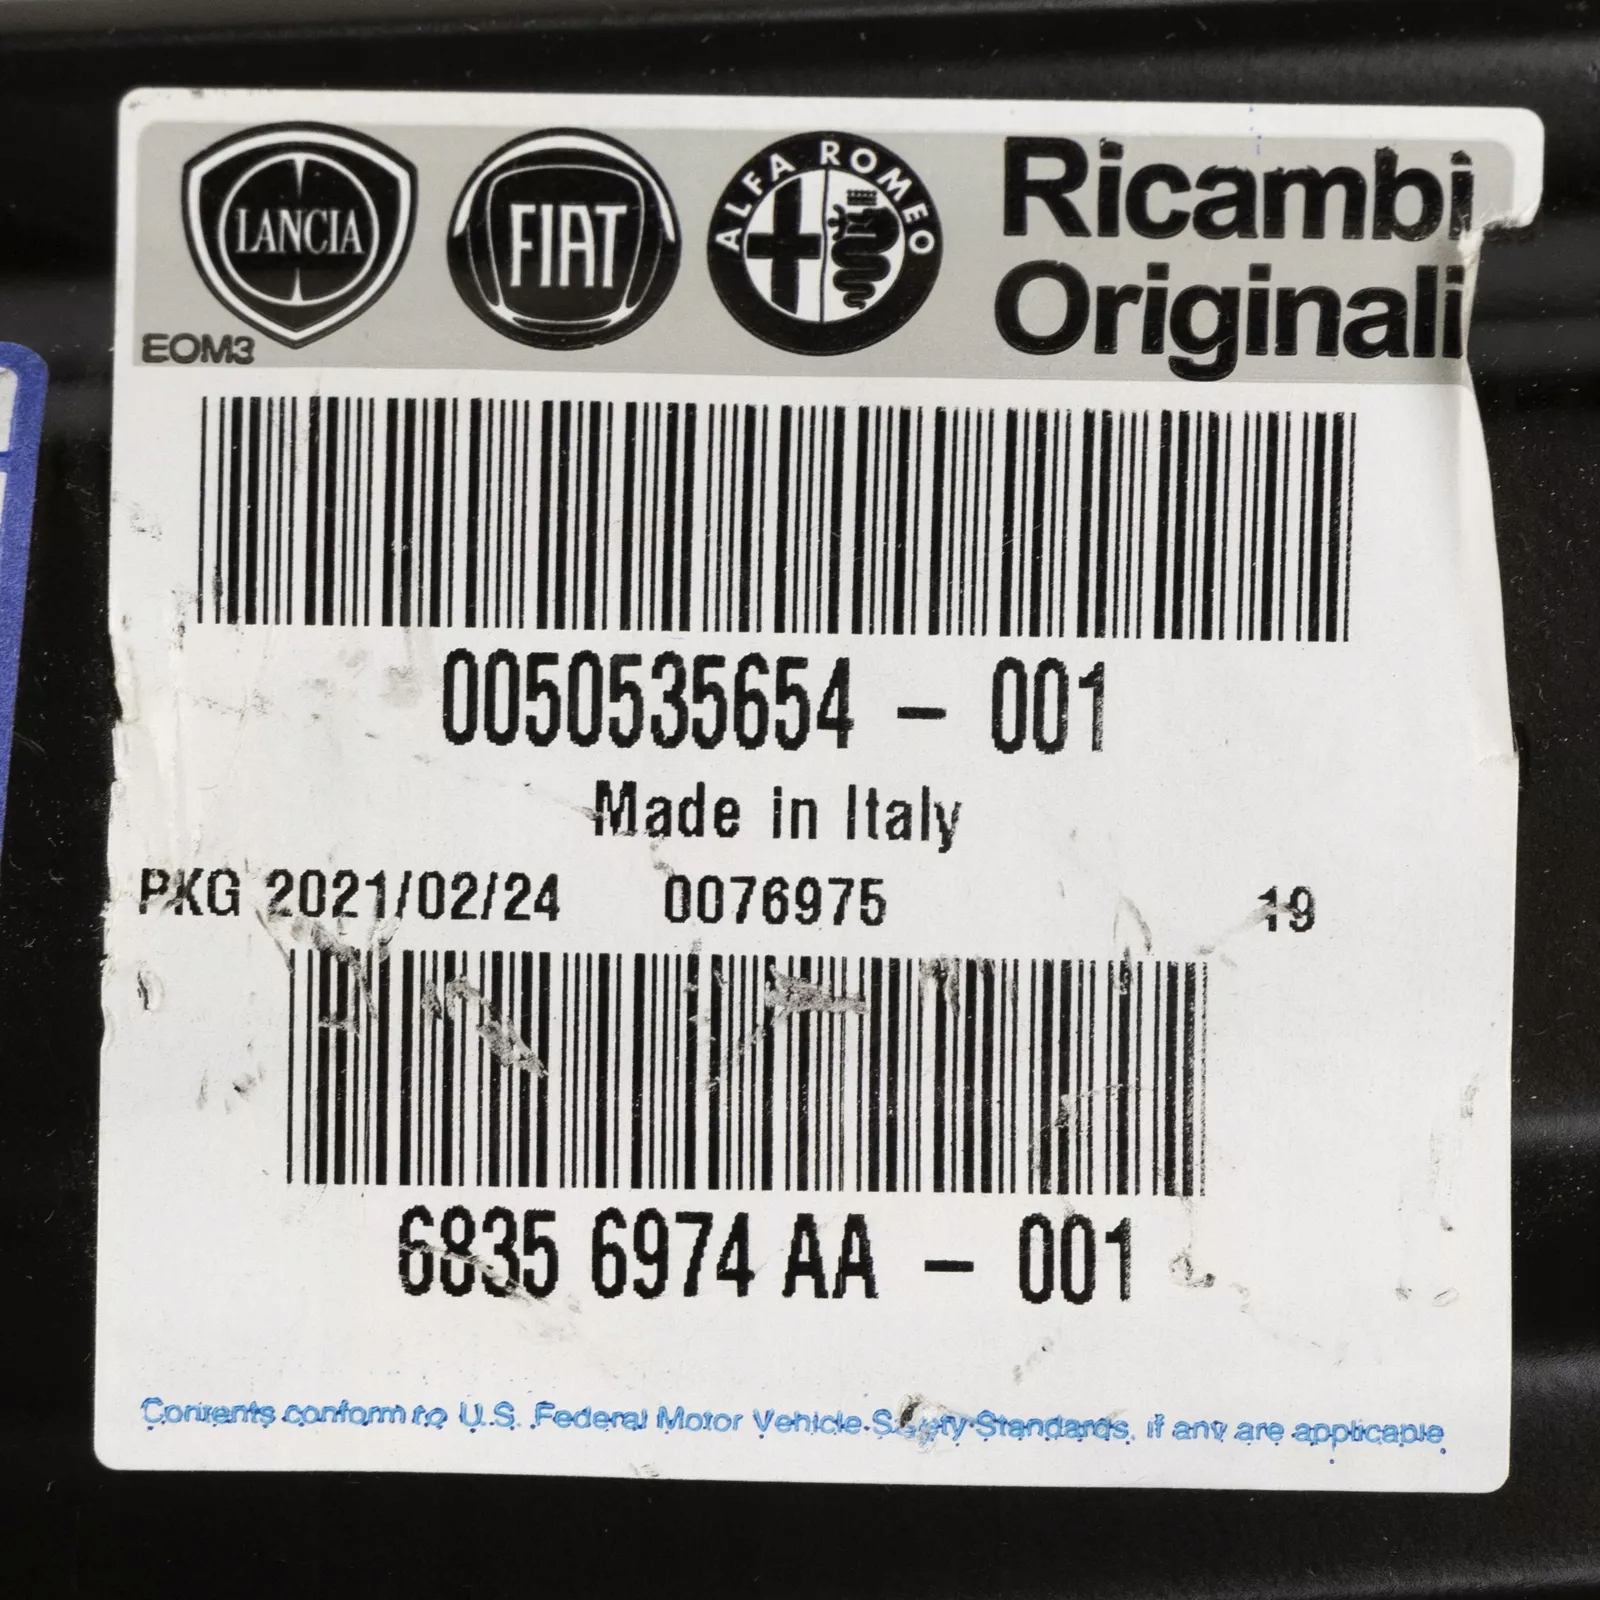 LANCIA
FIAT
ALFA ROMEO
Ricambi
Originali
EOM3
0050535654 - 001
Made in Italy
PKG 2021/02/24 0076975 19
6835 6974 AA - 001
Contents conform to U.S. Federal Motor Vehicle Safety Standards, if any are applicable